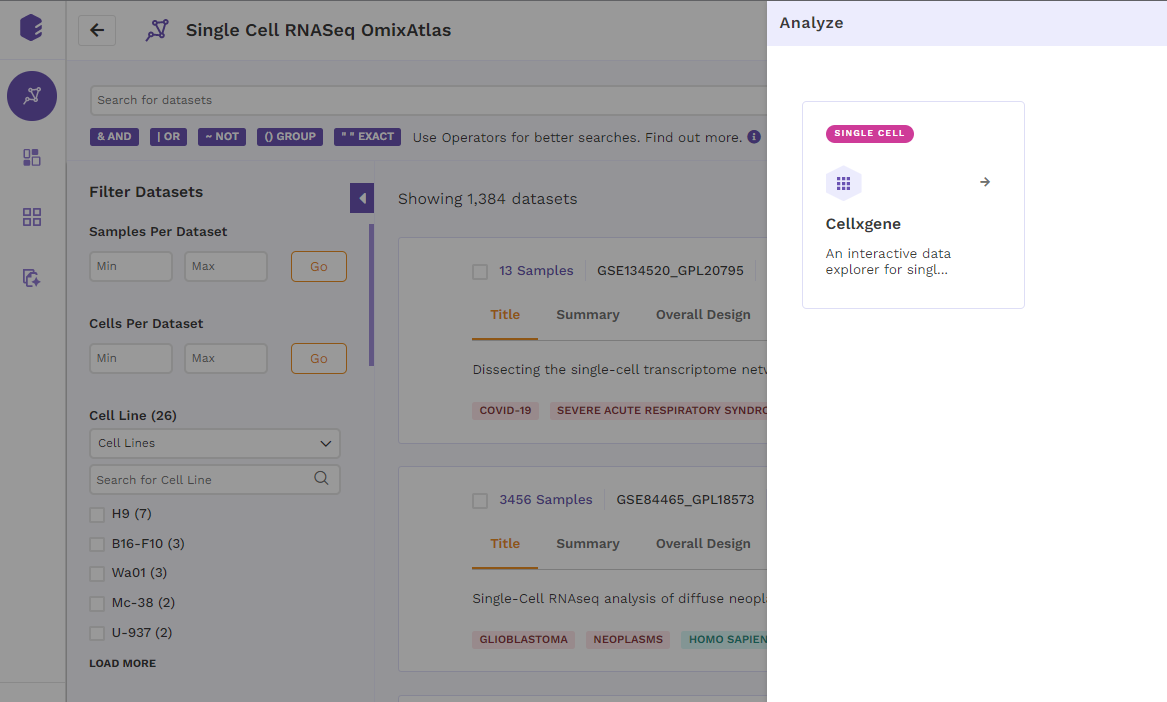 Single Cell RNASeq OmixAtlas
Search for datasets
& AND | OR ~ NOT () GROUP " " EXACT Use Operators for better searches. Find out more.
Filter Datasets
Samples Per Dataset
Min Max Go
Cells Per Dataset
Min Max Go
Cell Line (26)
Cell Lines
Search for Cell Line
H9 (7)
B16-F10 (3)
Wa01 (3)
Mc-38 (2)
U-937 (2)
LOAD MORE
Showing 1,384 datasets
13 Samples GSE134520_GPL20795
Title Summary Overall Design
Dissecting the single-cell transcriptome
COVID-19 SEVERE ACUTE RESPIRATORY
3456 Samples GSE84465_GPL18573
Title Summary Overall Design
Single-Cell RNAseq analysis of diffuse
GLIOBLASTOMA NEOPLASMS HOMO
Analyze
SINGLE CELL
Cellxgene
An interactive data
explorer for singl...